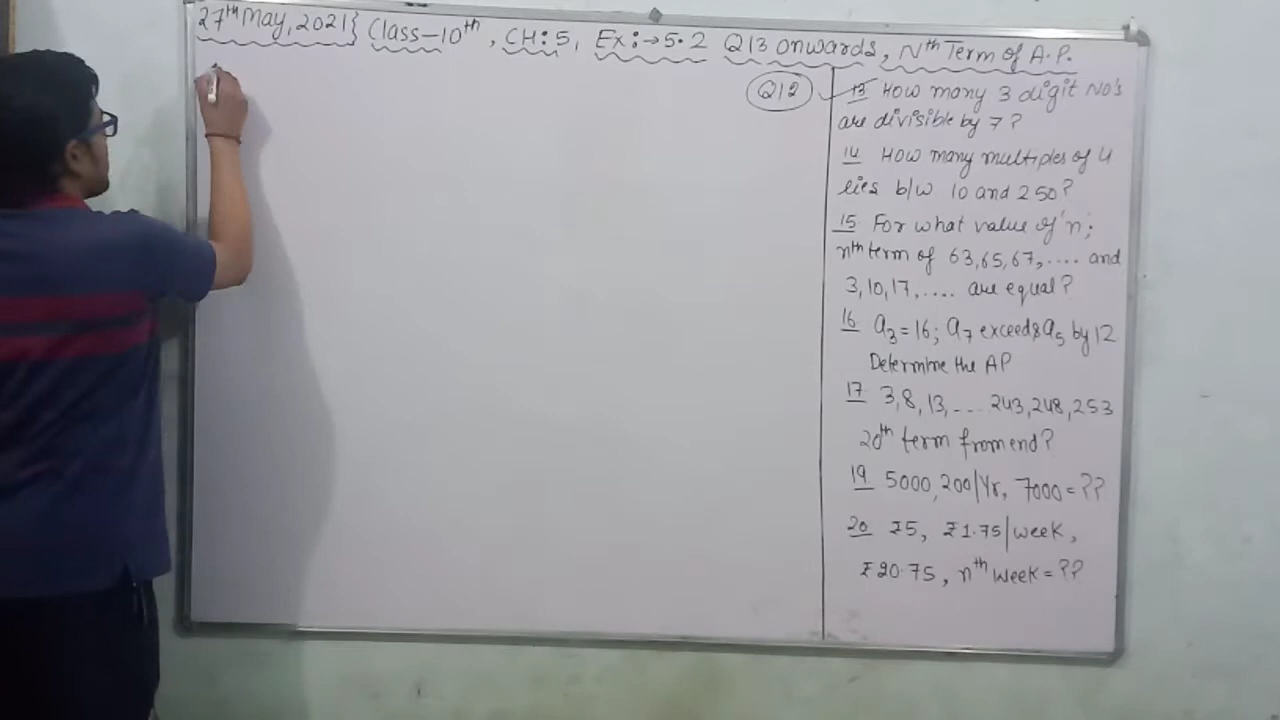 27th May, 2021} Class-10th, CH: 5, Ex:→5.2 Q13 onwards, Nth Term of A.P.
Q12
13 How many 3 digit No's
are divisible by 7?
14 How many multiples of 4
lies b/w 10 and 250?
15 For what value of 'n';
nth term of 63,65,67,.... and
3,10,17,.... are equal?
16 a3=16; a7 exceeds a5 by 12
Determine the AP
17 3,8,13,... 243,248,253
20th term from end?
19 5000,200/Yr, 7000=??
20 ₹5, ₹1.75/week,
₹20.75, nth week=??